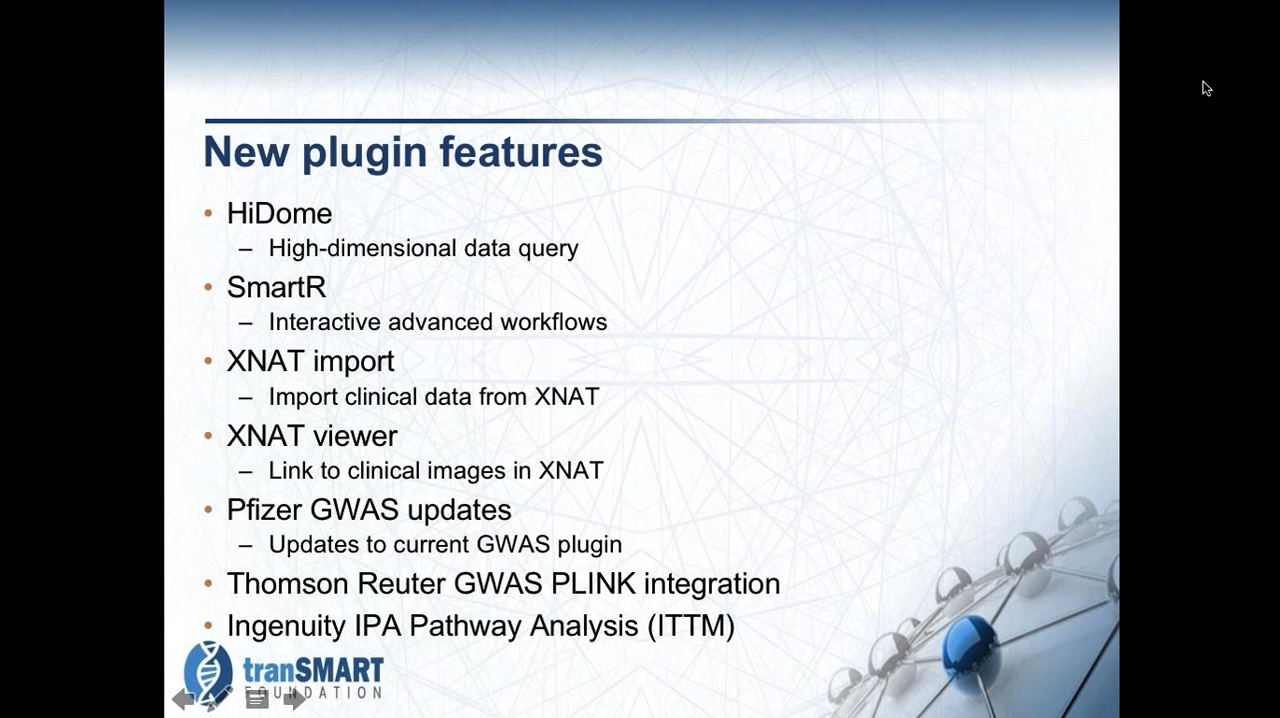 New plugin features
• HiDome
– High-dimensional data query
• SmartR
– Interactive advanced workflows
• XNAT import
– Import clinical data from XNAT
• XNAT viewer
– Link to clinical images in XNAT
• Pfizer GWAS updates
– Updates to current GWAS plugin
• Thomson Reuter GWAS PLINK integration
• Ingenuity IPA Pathway Analysis (ITTM)
tranSMART
FOUNDATION